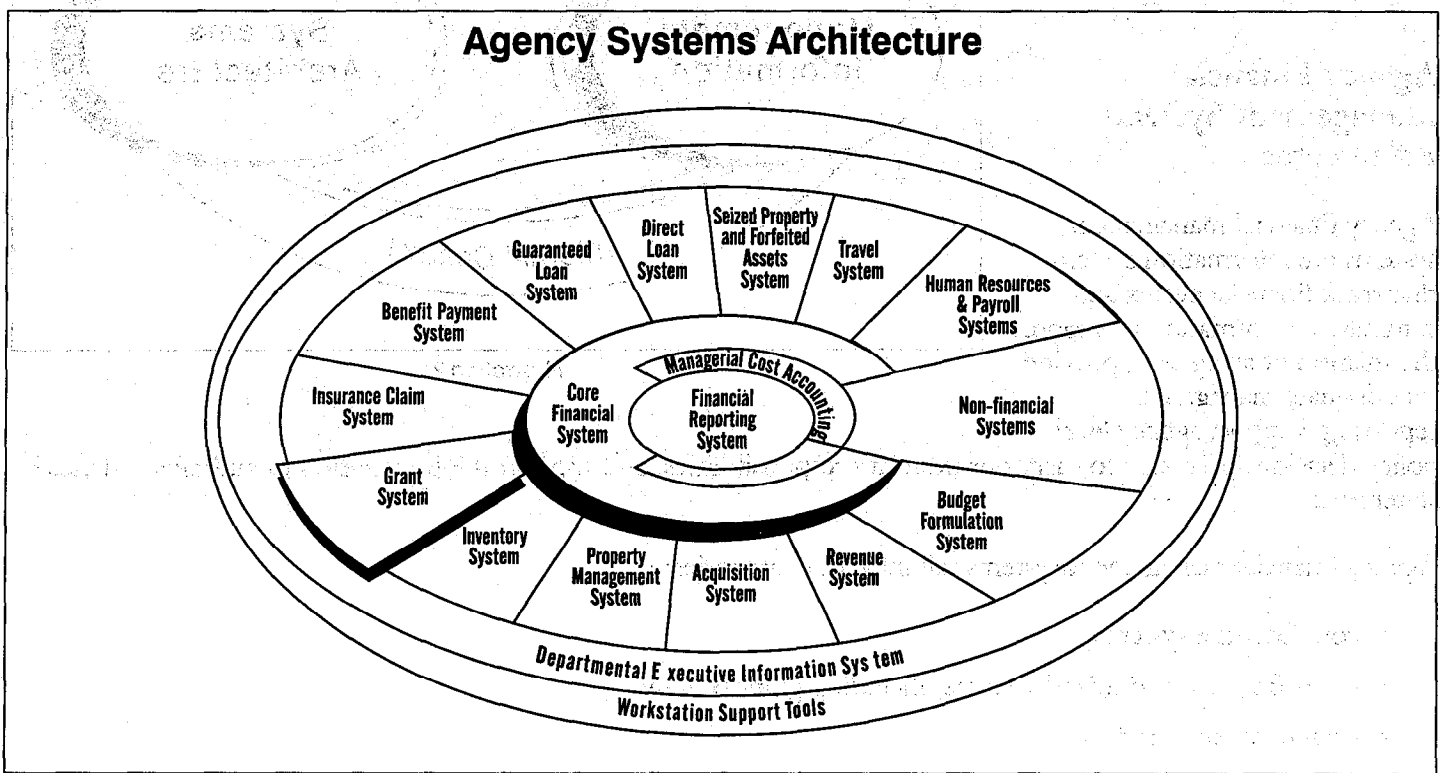 Agency Systems Architecture
Seized Property
and Forfeited
Assets
System
Direct
Loan
System
Travel
System
Guaranteed
Loan
System
Human Resources
& Payroll
Systems
Benefit Payment
System
Managerial Cost Accounting
Insurance Claim
System
Core
Financial
System
Financial
Reporting
System
Non-financial
Systems
Grant
System
Budget
Formulation
System
Inventory
System
Property
Management
System
Acquisition
System
Revenue
System
Departmental E xecutive Information Sys tem
Workstation Support Tools